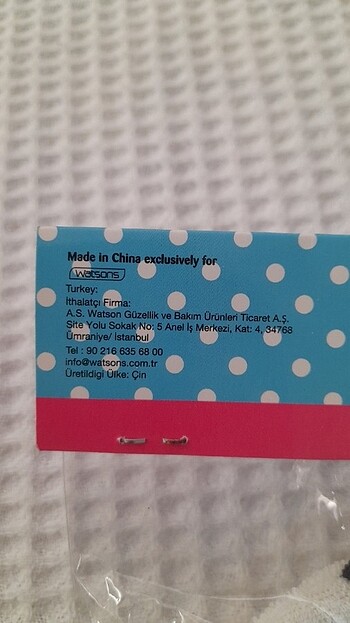 Made in China exclusively for
watsons
Turkey:
İthalatçı Firma:
A.S. Watson Güzellik ve Bakım Ürünleri Ticaret A.Ş.
Site Yolu Sokak No: 5 Anel İş Merkezi, Kat: 4, 34768
Ümraniye/ İstanbul
Tel : 90 216 635 68 00
info@watsons.com.tr
Üretildigi Ülke: Çin